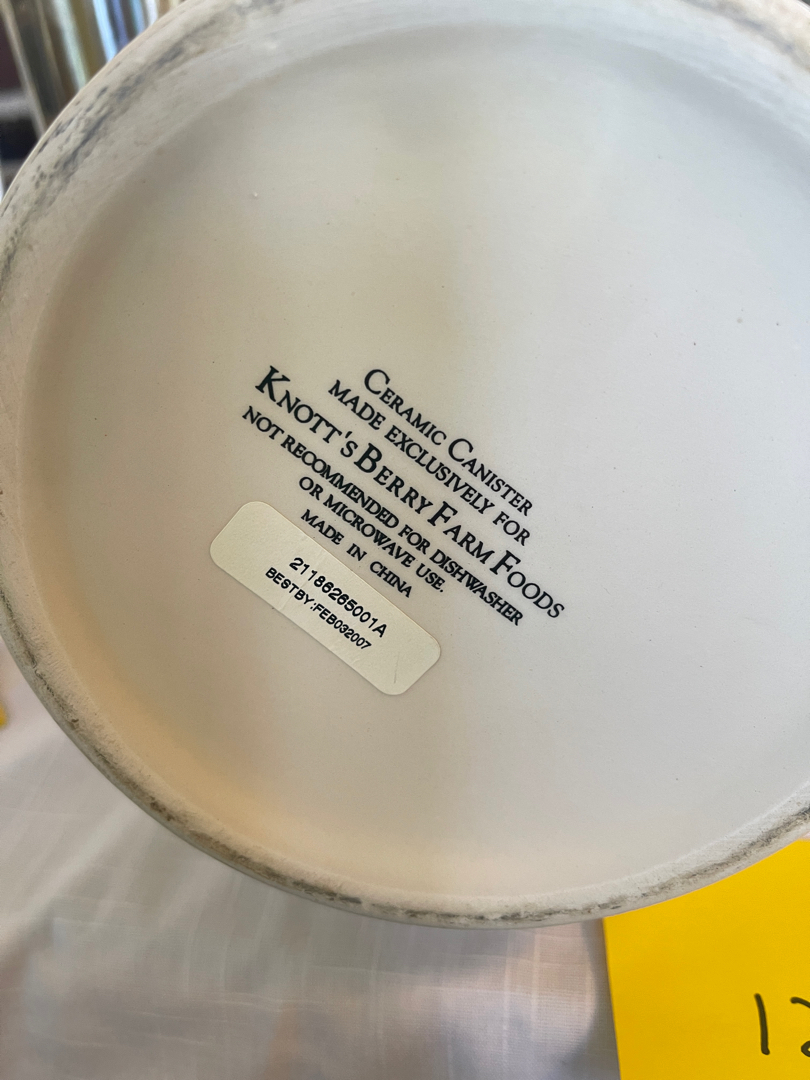 CERAMIC CANISTER
MADE EXCLUSIVELY FOR
KNOTT'S BERRY FARM FOODS
NOT RECOMMENDED FOR DISHWASHER
OR MICROWAVE USE.
MADE IN CHINA
21186265001A
BESTBY:FEB032007